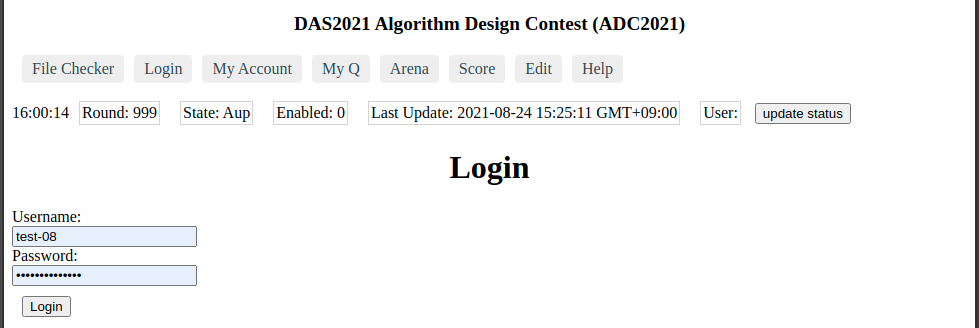 DAS2021 Algorithm Design Contest (ADC2021)
File Checker Login My Account My Q Arena Score Edit Help
16:00:14 Round: 999 State: Aup Enabled: 0 Last Update: 2021-08-24 15:25:11 GMT+09:00 User: update status
Login
Username:
test-08
Password:
••••••••••••••
Login